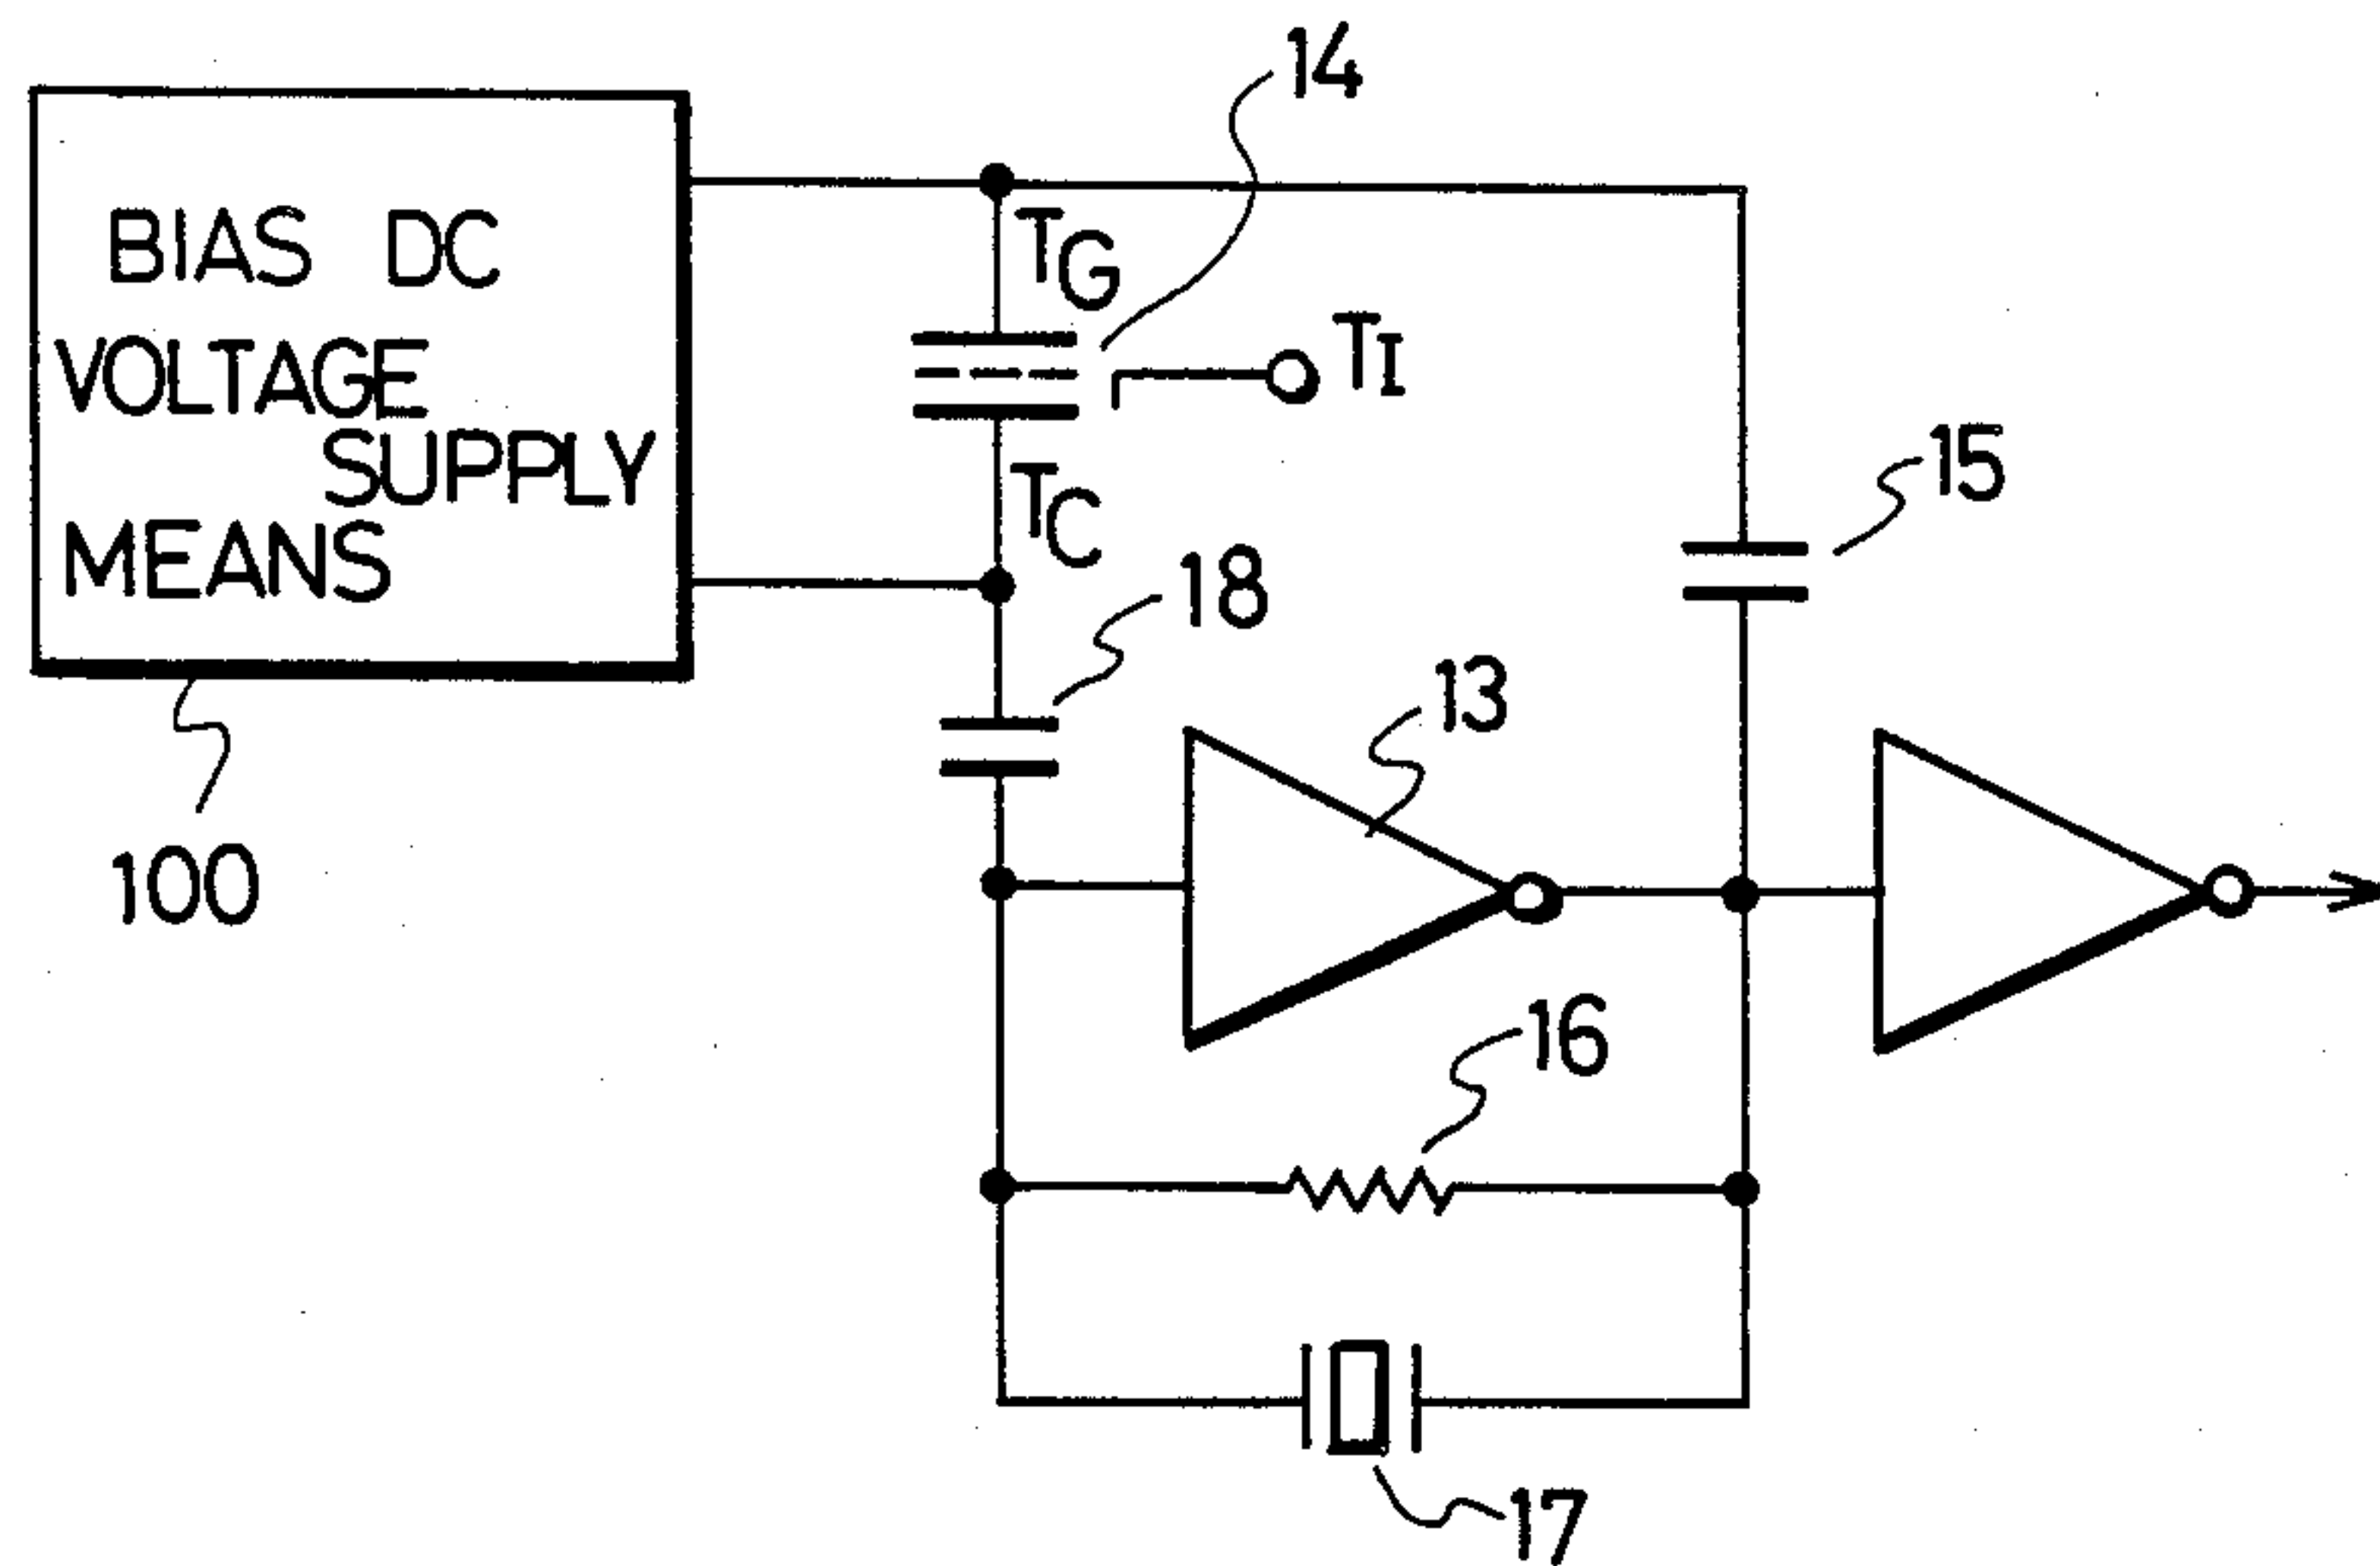 14
BIAS DC
VOLTAGE
SUPPLY
MEANS
TG
TI
TC
15
18
13
100
16
17